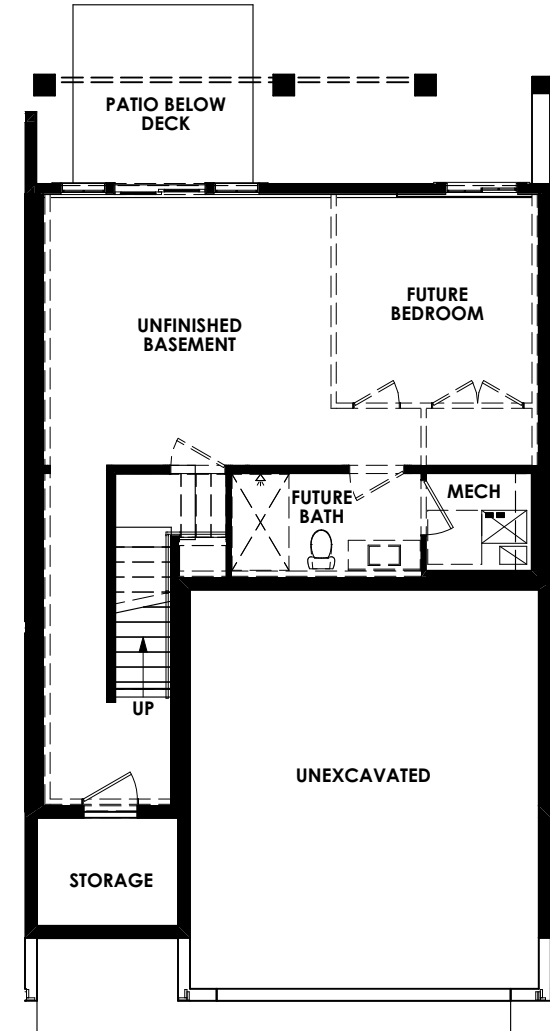 PATIO BELOW
DECK
UNFINISHED
BASEMENT
FUTURE
BEDROOM
FUTURE
BATH
MECH
UP
UNEXCAVATED
STORAGE